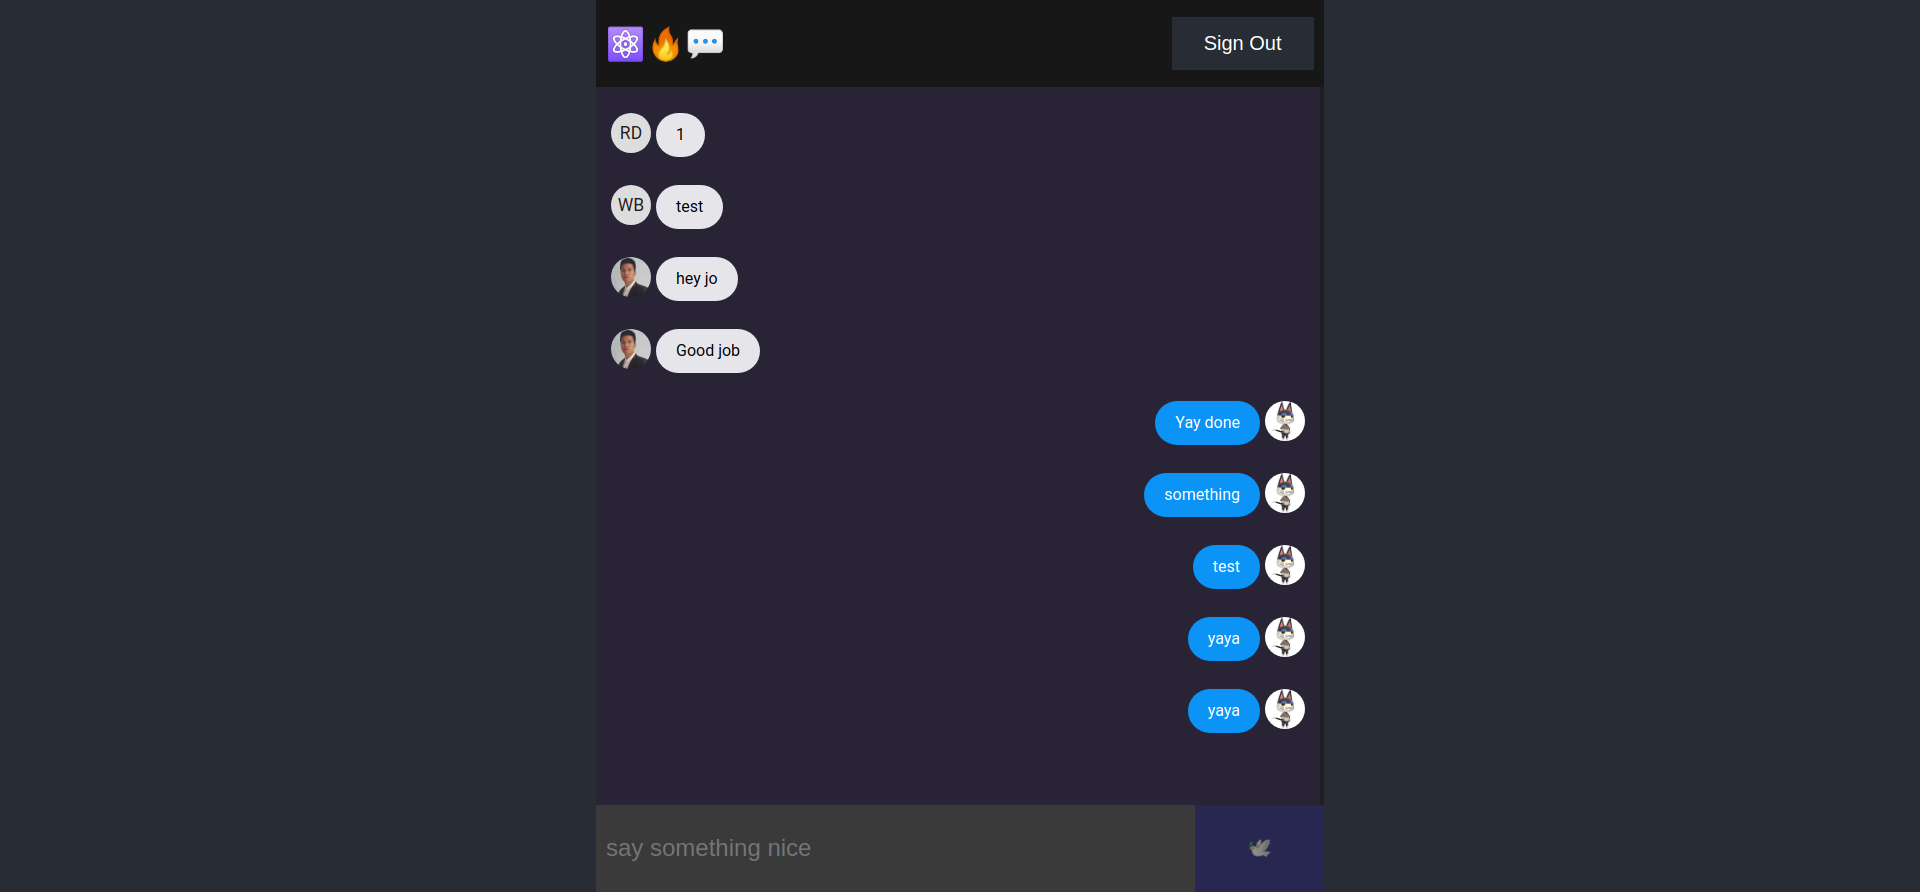 Sign Out
RD
1
WB
test
hey jo
Good job
Yay done
something
test
yaya
yaya
say something nice